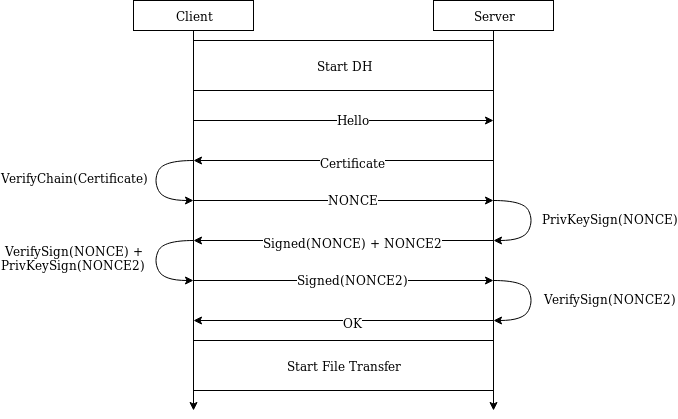 Client
Server
Start DH
Hello
Certificate
VerifyChain(Certificate)
NONCE
PrivKeySign(NONCE)
Signed(NONCE) + NONCE2
VerifySign(NONCE) +
PrivKeySign(NONCE2)
Signed(NONCE2)
VerifySign(NONCE2)
OK
Start File Transfer